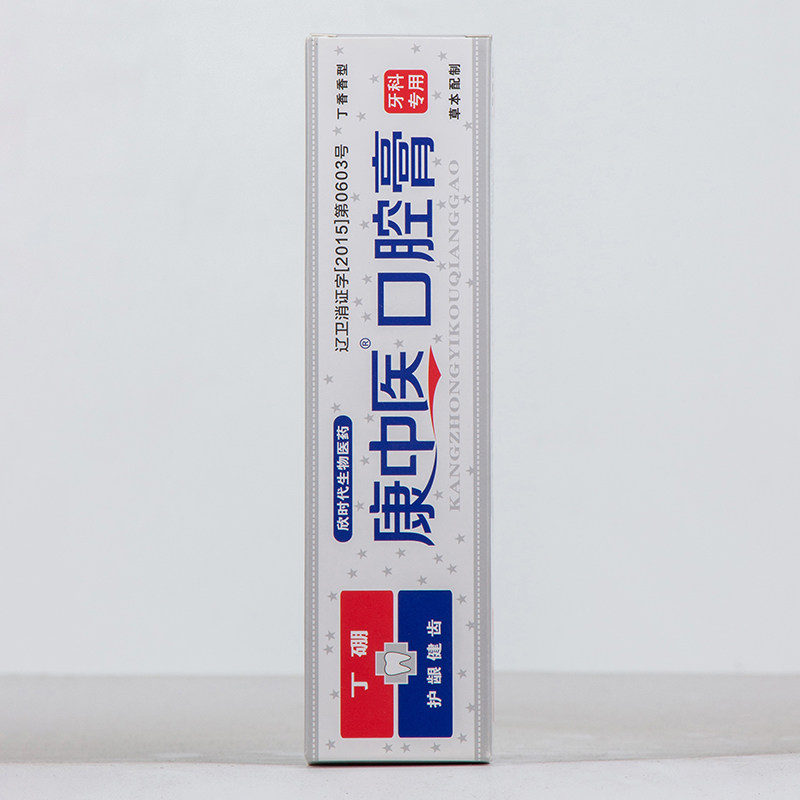 丁硼
护龈健齿
欣时代生物医药
辽卫消证字[2015]第0603号
丁香香型
康中医®口腔膏
KANGZHONGYIKOUQIANGGAO
牙科
专用
草本配制